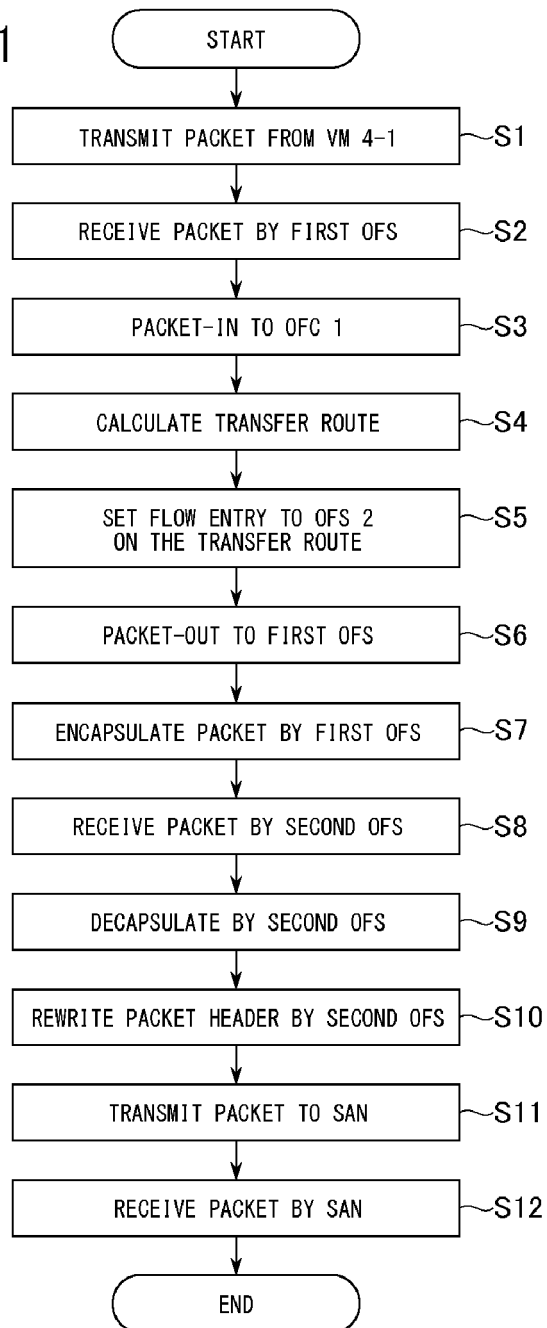 1
START
TRANSMIT PACKET FROM VM 4-1
S1
RECEIVE PACKET BY FIRST OFS
S2
PACKET-IN TO OFC 1
S3
CALCULATE TRANSFER ROUTE
S4
SET FLOW ENTRY TO OFS 2
ON THE TRANSFER ROUTE
S5
PACKET-OUT TO FIRST OFS
S6
ENCAPSULATE PACKET BY FIRST OFS
S7
RECEIVE PACKET BY SECOND OFS
S8
DECAPSULATE BY SECOND OFS
S9
REWRITE PACKET HEADER BY SECOND OFS
S10
TRANSMIT PACKET TO SAN
S11
RECEIVE PACKET BY SAN
S12
END